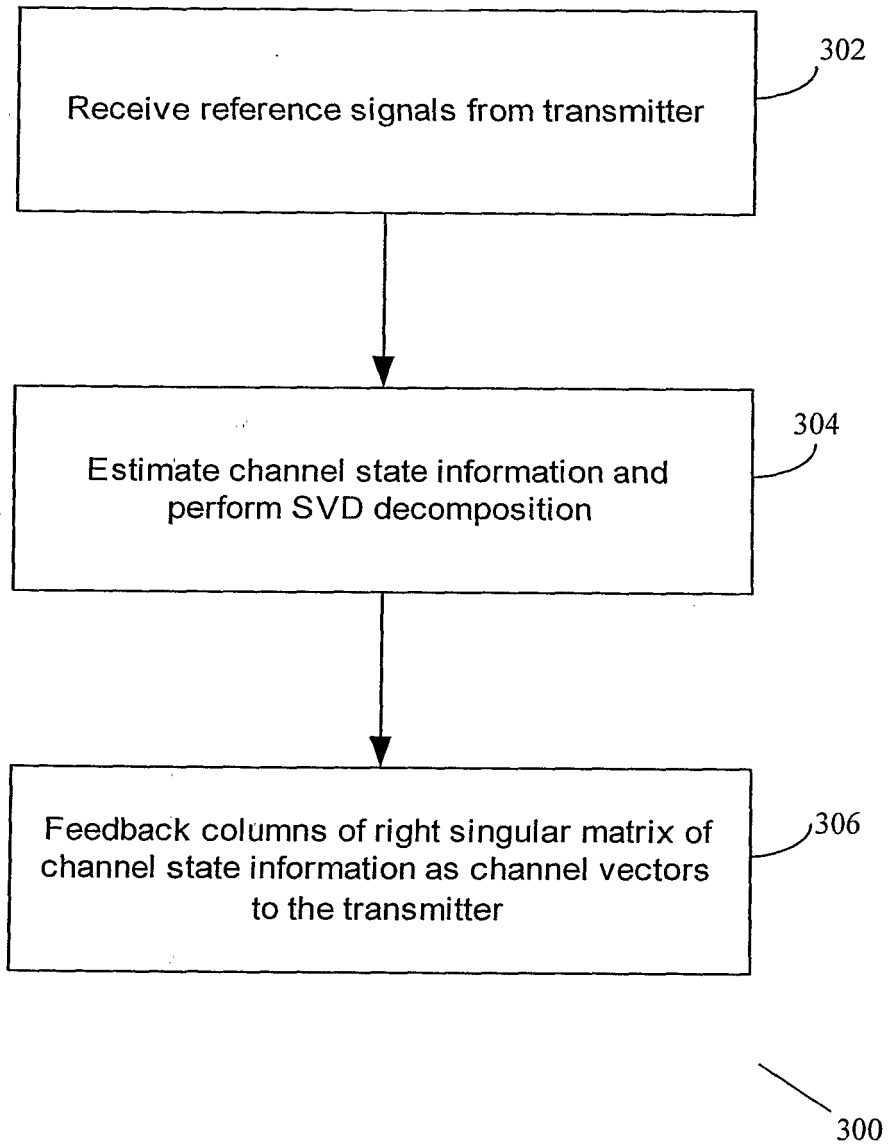 302
Receive reference signals from transmitter
304
Estimate channel state information and
perform SVD decomposition
306
Feedback columns of right singular matrix of
channel state information as channel vectors
to the transmitter
300